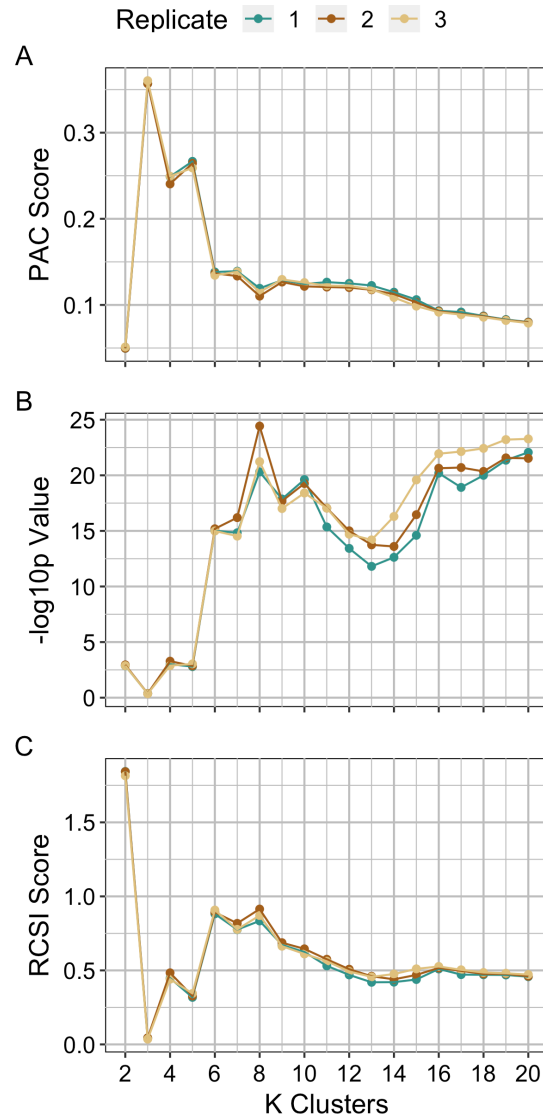 Replicate 1 2 3
A
PAC Score
0.3
0.2
0.1
B
-log10p Value
25
20
15
10
5
0
C
RCSI Score
1.5
1.0
0.5
0.0
2 4 6 8 10 12 14 16 18 20
K Clusters